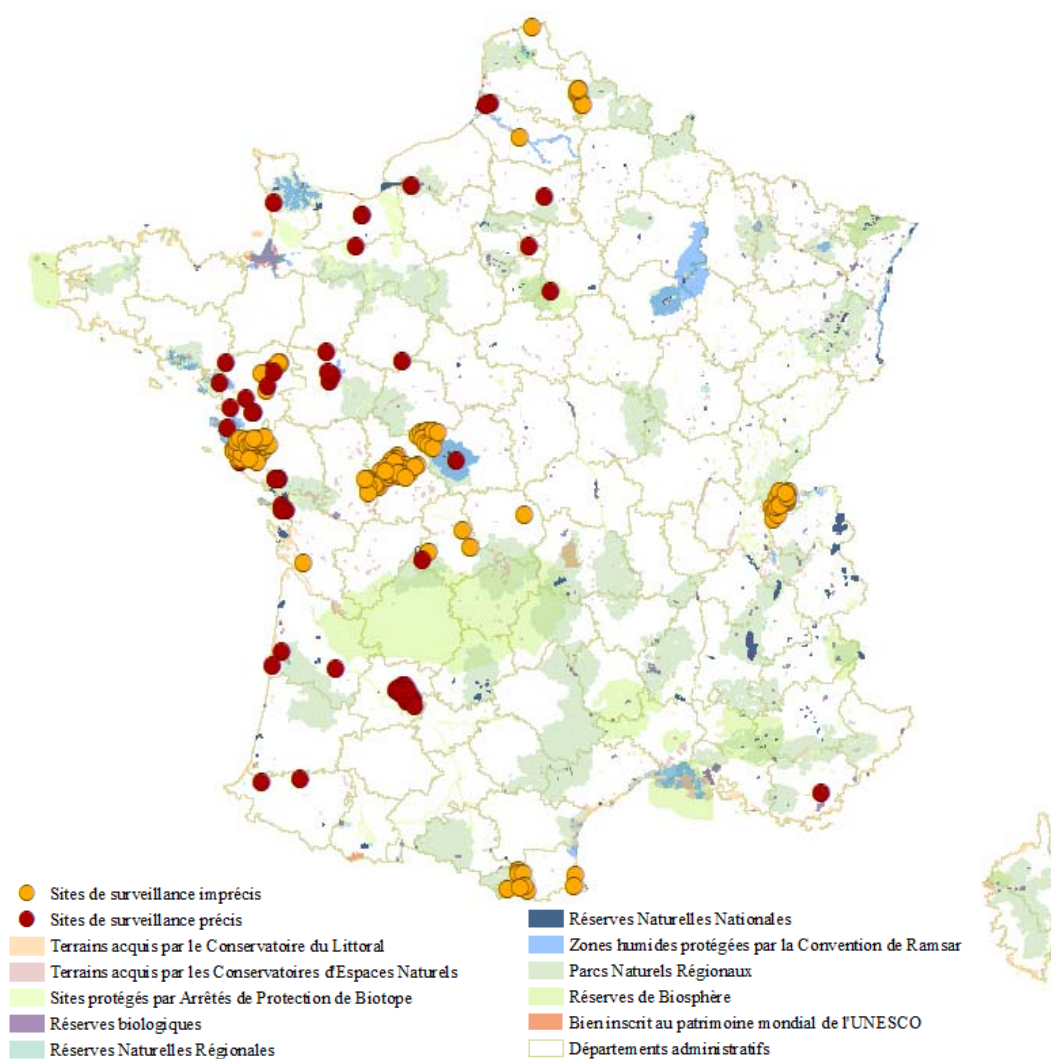 Sites de surveillance imprécis
Sites de surveillance précis
Terrains acquis par le Conservatoire du Littoral
Terrains acquis par les Conservatoires d'Espaces Naturels
Sites protégés par Arrêtés de Protection de Biotope
Réserves biologiques
Réserves Naturelles Régionales
Réserves Naturelles Nationales
Zones humides protégées par la Convention de Ramsar
Parcs Naturels Régionaux
Réserves de Biosphère
Bien inscrit au patrimoine mondial de l'UNESCO
Départements administratifs